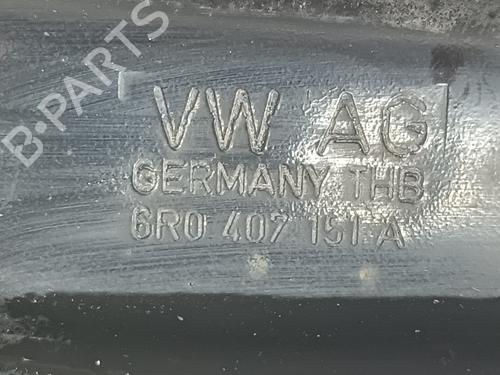 B-PARTS
VW AG
GERMANY THB
6R0 407 151 A